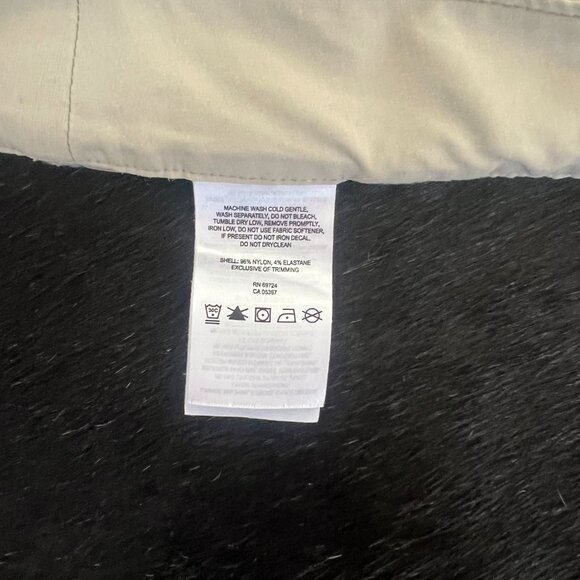 MACHINE WASH COLD GENTLE,
WASH SEPARATELY, DO NOT BLEACH,
TUMBLE DRY LOW, REMOVE PROMPTLY,
IRON LOW, DO NOT USE FABRIC SOFTENER,
IF PRESENT DO NOT IRON DECAL,
DO NOT DRYCLEAN
SHELL: 96% NYLON, 4% ELASTANE
EXCLUSIVE OF TRIMMING
RN 69724
CA 05397
30C